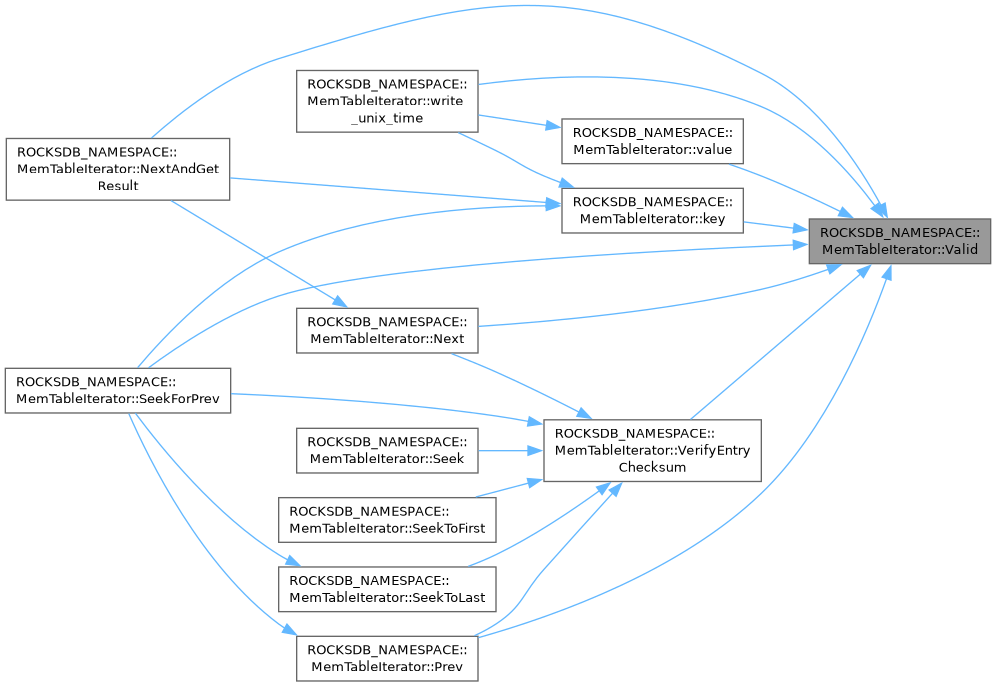 ROCKSDB_NAMESPACE::
MemTableIterator::write
_unix_time
ROCKSDB_NAMESPACE::
MemTableIterator::value
ROCKSDB_NAMESPACE::
MemTableIterator::NextAndGet
Result
ROCKSDB_NAMESPACE::
MemTableIterator::key
ROCKSDB_NAMESPACE::
MemTableIterator::Valid
ROCKSDB_NAMESPACE::
MemTableIterator::Next
ROCKSDB_NAMESPACE::
MemTableIterator::SeekForPrev
ROCKSDB_NAMESPACE::
MemTableIterator::VerifyEntry
Checksum
ROCKSDB_NAMESPACE::
MemTableIterator::Seek
ROCKSDB_NAMESPACE::
MemTableIterator::SeekToFirst
ROCKSDB_NAMESPACE::
MemTableIterator::SeekToLast
ROCKSDB_NAMESPACE::
MemTableIterator::Prev